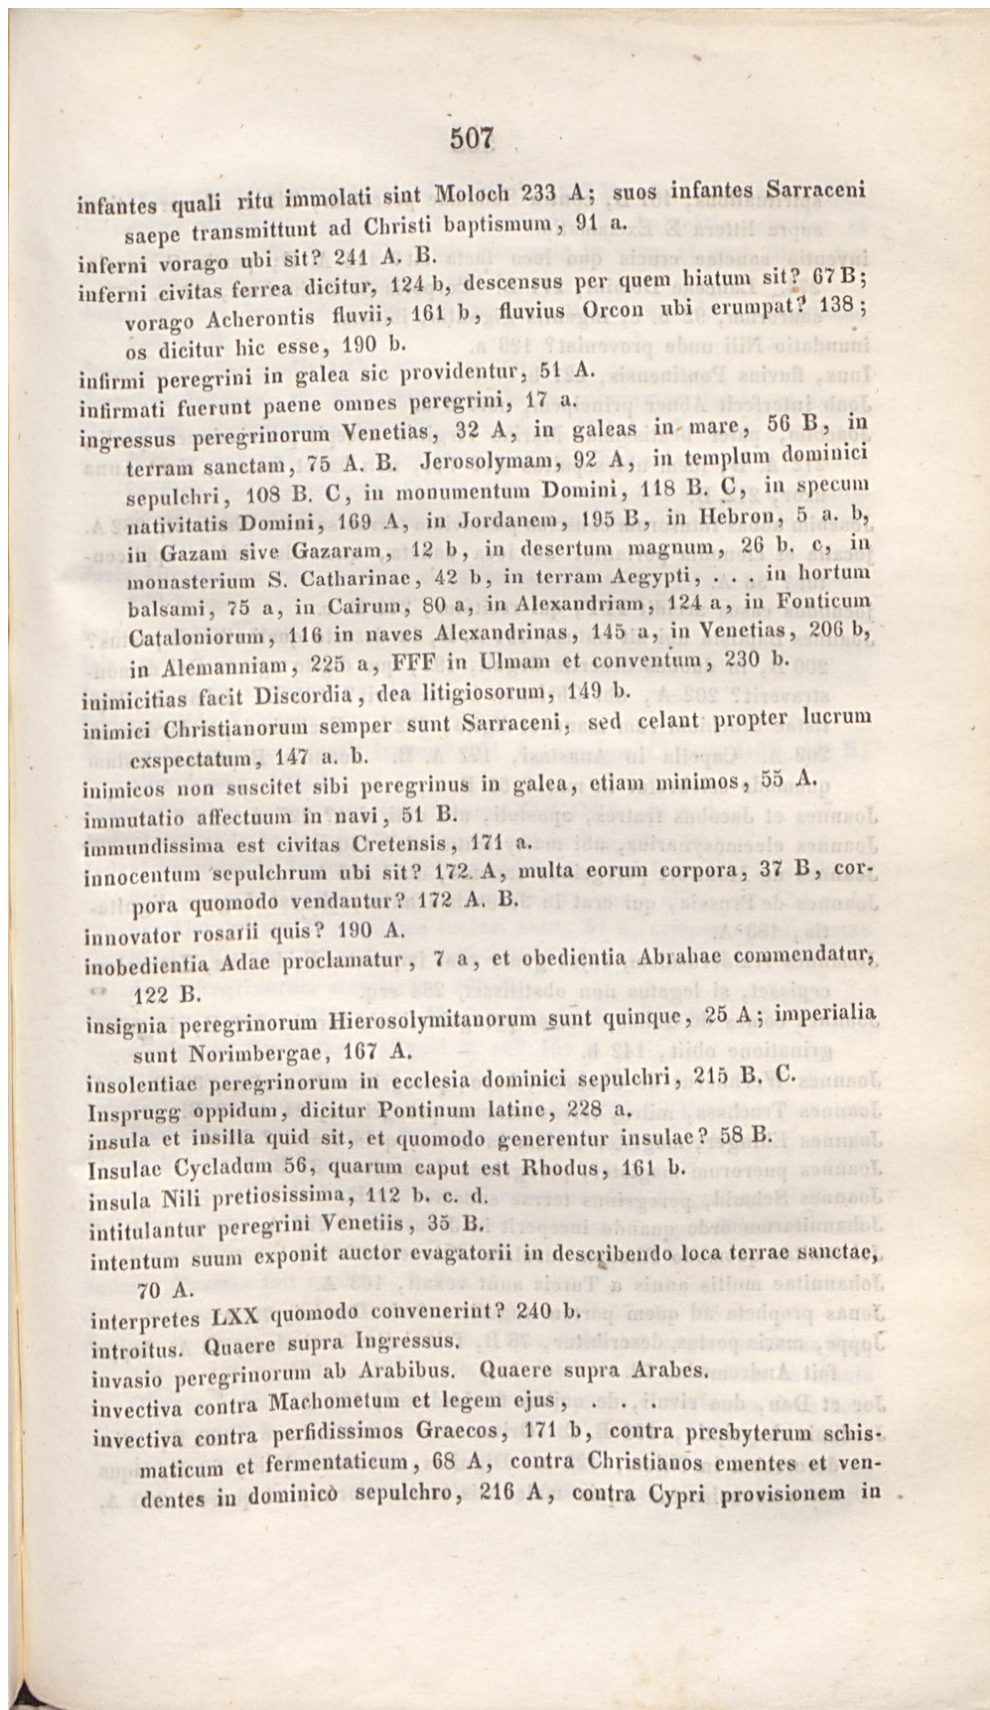 507
infantes quali ritu immolati sint Moloch 233 A; suos infantes Sarraceni
saepe transmittunt ad Christi baptismum, 91 a.
inferni vorago ubi sit? 241 A. B.
inferni civitas ferrea dicitur, 124 b, descensus per quem hiatum sit? 67 B;
vorago Acherontis fluvii, 161 b, fluvius Orcon ubi erumpat? 138;
os dicitur hic esse, 190 b.
infirmi peregrini in galea sic providentur, 51 A.
infirmati fuerunt paene omnes peregrini, 17 a.
ingressus peregrinorum Venetias, 32 A, in galeas in mare, 56 B, in
terram sanctam, 75 A. B. Jerosolymam, 92 A, in templum dominici
sepulchri, 108 B. C, in monumentum Domini, 118 B. C, in specum
nativitatis Domini, 169 A, in Jordanem, 195 B, in Hebron, 5 a. b,
in Gazam sive Gazaram, 12 b, in desertum magnum, 26 b. c, in
monasterium S. Catharinae, 42 b, in terram Aegypti, . . . in hortum
balsami, 75 a, in Cairum, 80 a, in Alexandriam, 124 a, in Fonticum
Cataloniorum, 116 in naves Alexandrinas, 145 a, in Venetias, 206 b,
in Alemanniam, 225 a, FFF in Ulmam et conventum, 230 b.
inimicitias facit Discordia, dea litigiosorum, 149 b.
inimici Christianorum semper sunt Sarraceni, sed celant propter lucrum
exspectatum, 147 a. b.
inimicos non suscitet sibi peregrinus in galea, etiam minimos, 55 A.
immutatio affectuum in navi, 51 B.
immundissima est civitas Cretensis, 171 a.
innocentum sepulchrum ubi sit? 172. A, multa eorum corpora, 37 B, cor-
pora quomodo vendantur? 172 A. B.
innovator rosarii quis? 190 A.
inobedientia Adae proclamatur, 7 a, et obedientia Abrahae commendatur,
122 B.
insignia peregrinorum Hierosolymitanorum sunt quinque, 25 A; imperialia
sunt Norimbergae, 167 A.
insolentiae peregrinorum in ecclesia dominici sepulchri, 215 B. C.
Insprugg oppidum, dicitur Pontinum latine, 228 a.
insula et insilla quid sit, et quomodo generentur insulae? 58 B.
Insulae Cycladum 56, quarum caput est Rhodus, 161 b.
insula Nili pretiosissima, 112 b. c. d.
intitulantur peregrini Venetiis, 35 B.
intentum suum exponit auctor evagatorii in describendo loca terrae sanctae,
70 A.
interpretes LXX quomodo convenerint? 240 b.
introitus. Quaere supra Ingressus.
invasio peregrinorum ab Arabibus. Quaere supra Arabes.
invectiva contra Machometum et legem ejus, . . .
invectiva contra perfidissimos Graecos, 171 b, contra presbyterum schis-
maticum et fermentaticum, 68 A, contra Christianos ementes et ven-
dentes in dominico sepulchro, 216 A, contra Cypri provisionem in